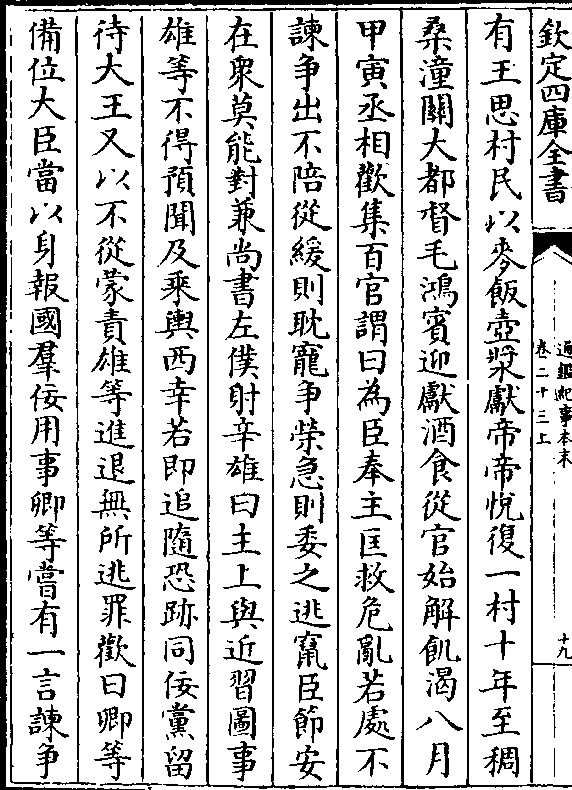 欽定四庫全書
通鑑紀事本末
卷二十三上
十九
有王思村民以麥飯壺漿獻帝帝悅復一村十年至稠
桑潼關大都督毛鴻賓迎獻酒食從官始解飢渴八月
甲寅丞相歡集百官謂曰為臣奉主匡救危亂若處不
諫爭出不陪從緩則耽寵爭榮急則委之逃竄臣節安
在衆莫能對兼尚書左僕射辛雄曰主上與近習圖事
雄等不得預聞及乘輿西幸若即追隨恐跡同佞黨留
待大王又以不從蒙責雄等進退無所逃罪歡曰卿等
備位大臣當以身報國羣佞用事卿等嘗有一言諫爭